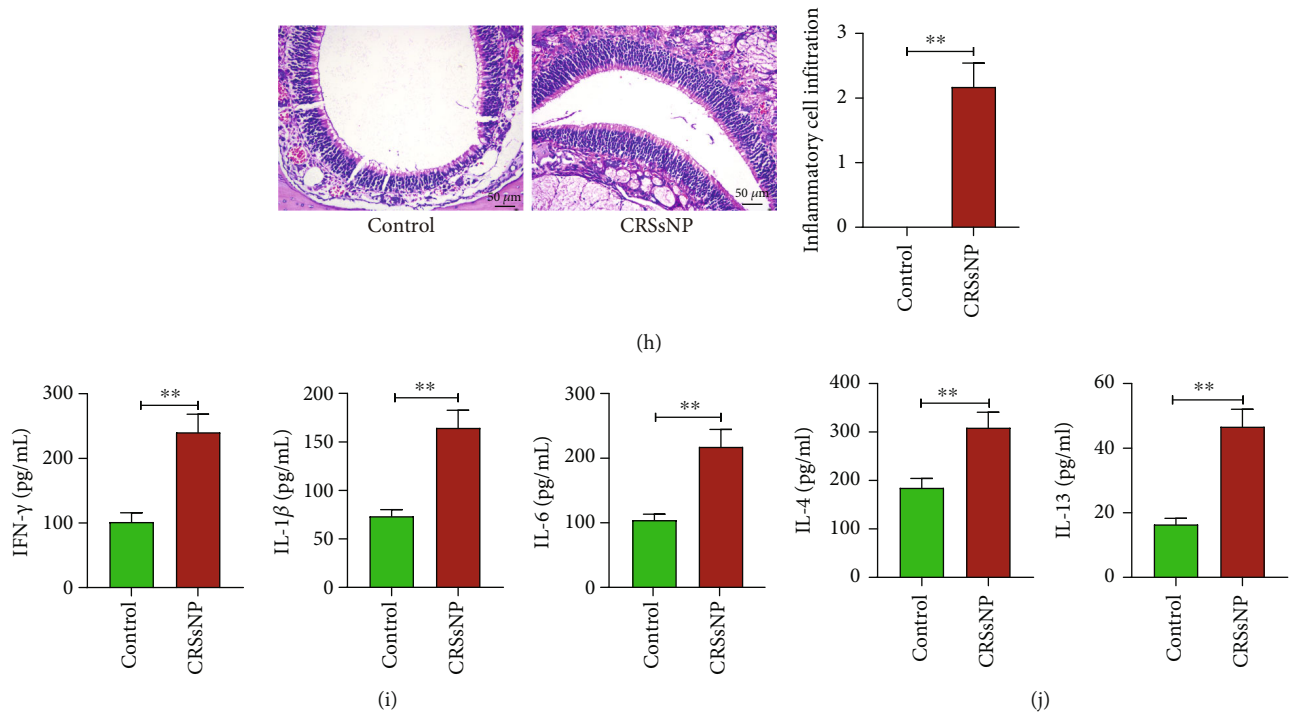 50 µm
Control
50 µm
CRSsNP
Inflammatory cell infitration
3
2
1
0
**
Control
CRSsNP
(h)
IFN-γ (pg/mL)
300
200
100
0
**
Control
CRSsNP
IL-1β (pg/mL)
200
150
100
50
0
**
Control
CRSsNP
IL-6 (pg/mL)
300
200
100
0
**
Control
CRSsNP
(i)
IL-4 (pg/ml)
400
300
200
100
0
**
Control
CRSsNP
IL-13 (pg/ml)
60
40
20
0
**
Control
CRSsNP
(j)